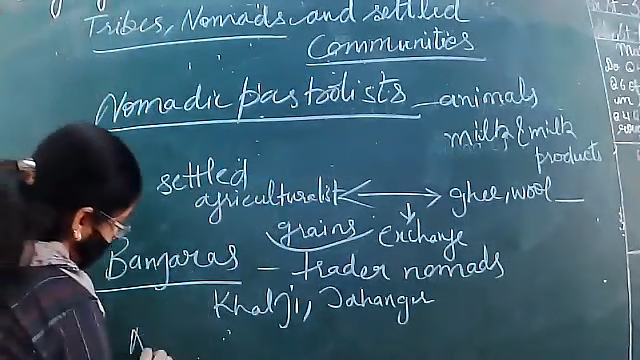 Tribes, Nomads and settled
Communities
Nomadic pastoolists - animals
milk & milk
products
settled
agriculturalist ghee, wool
grains exchange
Banjaras - trader nomads
Khalji, Jahangir